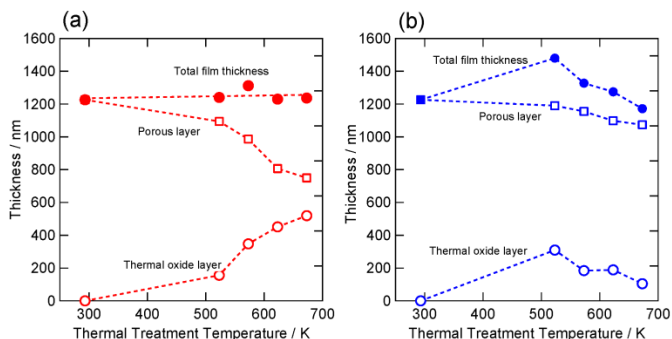 (a)
1600
1400
1200
1000
800
600
400
200
0
Total film thickness
Porous layer
Thermal oxide layer
300 400 500 600 700
Thickness / nm
Thermal Treatment Temperature / K
(b)
1600
1400
1200
1000
800
600
400
200
0
Total film thickness
Porous layer
Thermal oxide layer
300 400 500 600 700
Thickness / nm
Thermal Treatment Temperature / K